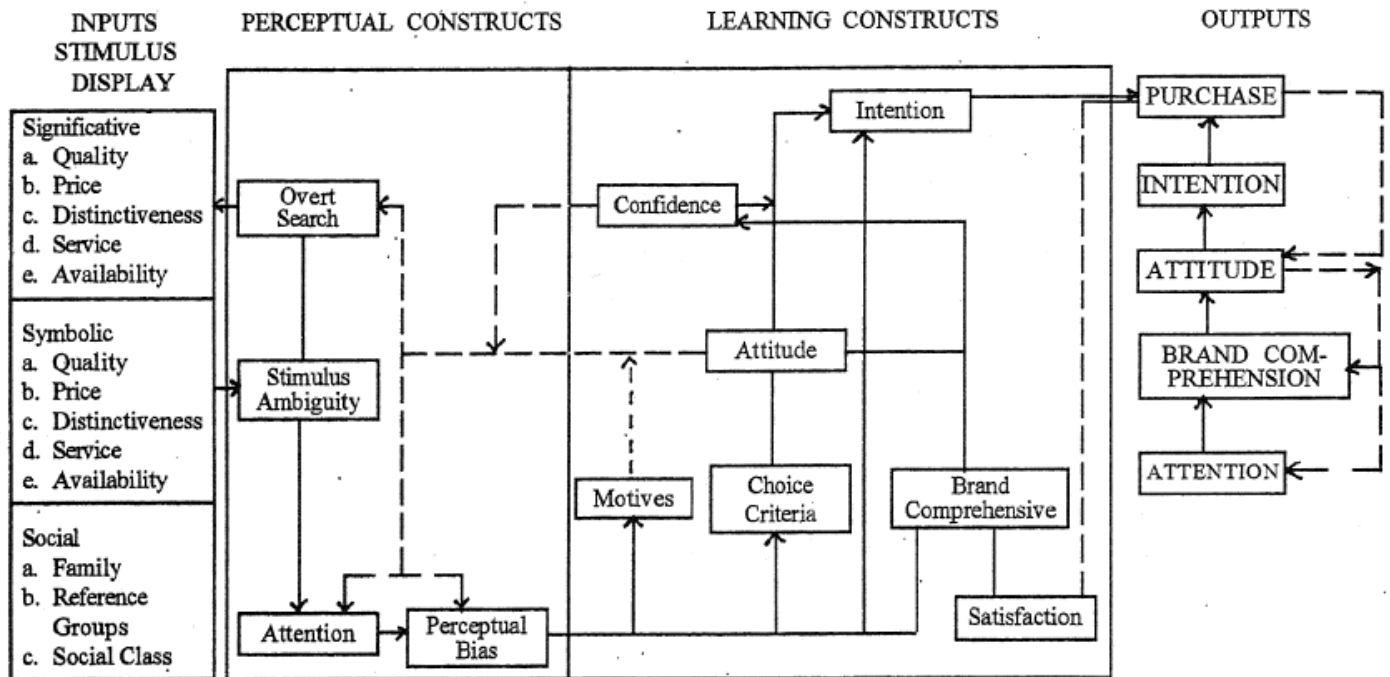 INPUTS
STIMULUS
DISPLAY
PERCEPTUAL CONSTRUCTS
LEARNING CONSTRUCTS
OUTPUTS
Significative
a. Quality
b. Price
c. Distinctiveness
d. Service
e. Availability
Symbolic
a. Quality
b. Price
c. Distinctiveness
d. Service
e. Availability
Social
a. Family
b. Reference
Groups
c. Social Class
Overt
Search
Stimulus
Ambiguity
Attention
Perceptual
Bias
Intention
Confidence
Attitude
Motives
Choice
Criteria
Brand
Comprehensive
Satisfaction
PURCHASE
INTENTION
ATTITUDE
BRAND COM-
PREHENSION
ATTENTION